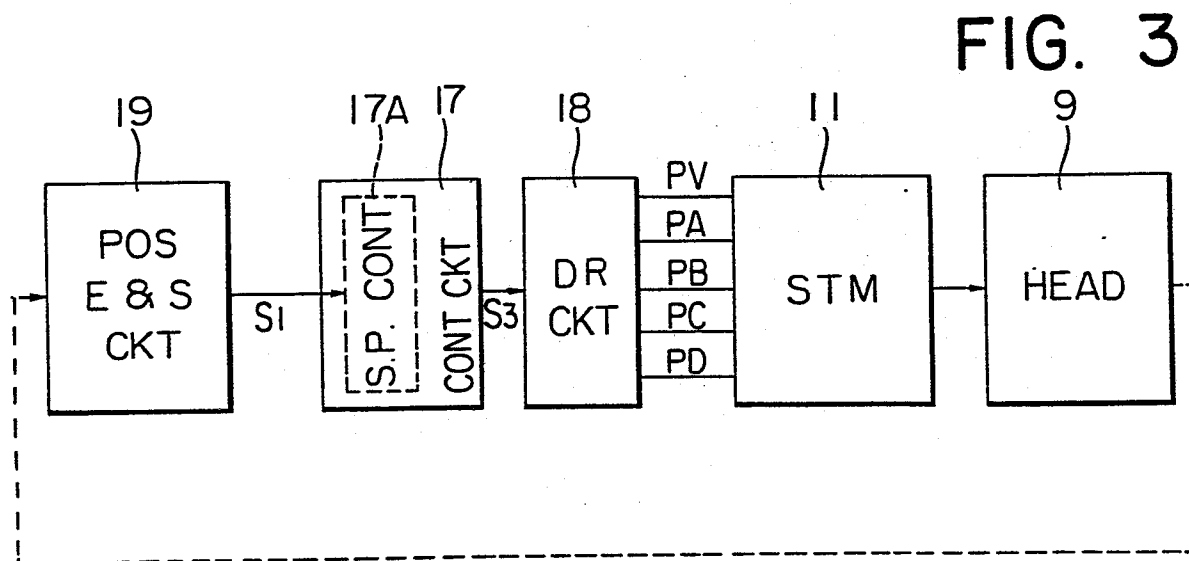 FIG. 3
19
17A
17
18
11
9
POS
E & S
CKT
S1
S.P. CONT
CONT CKT
S3
DR
CKT
PV
PA
PB
PC
PD
STM
HEAD